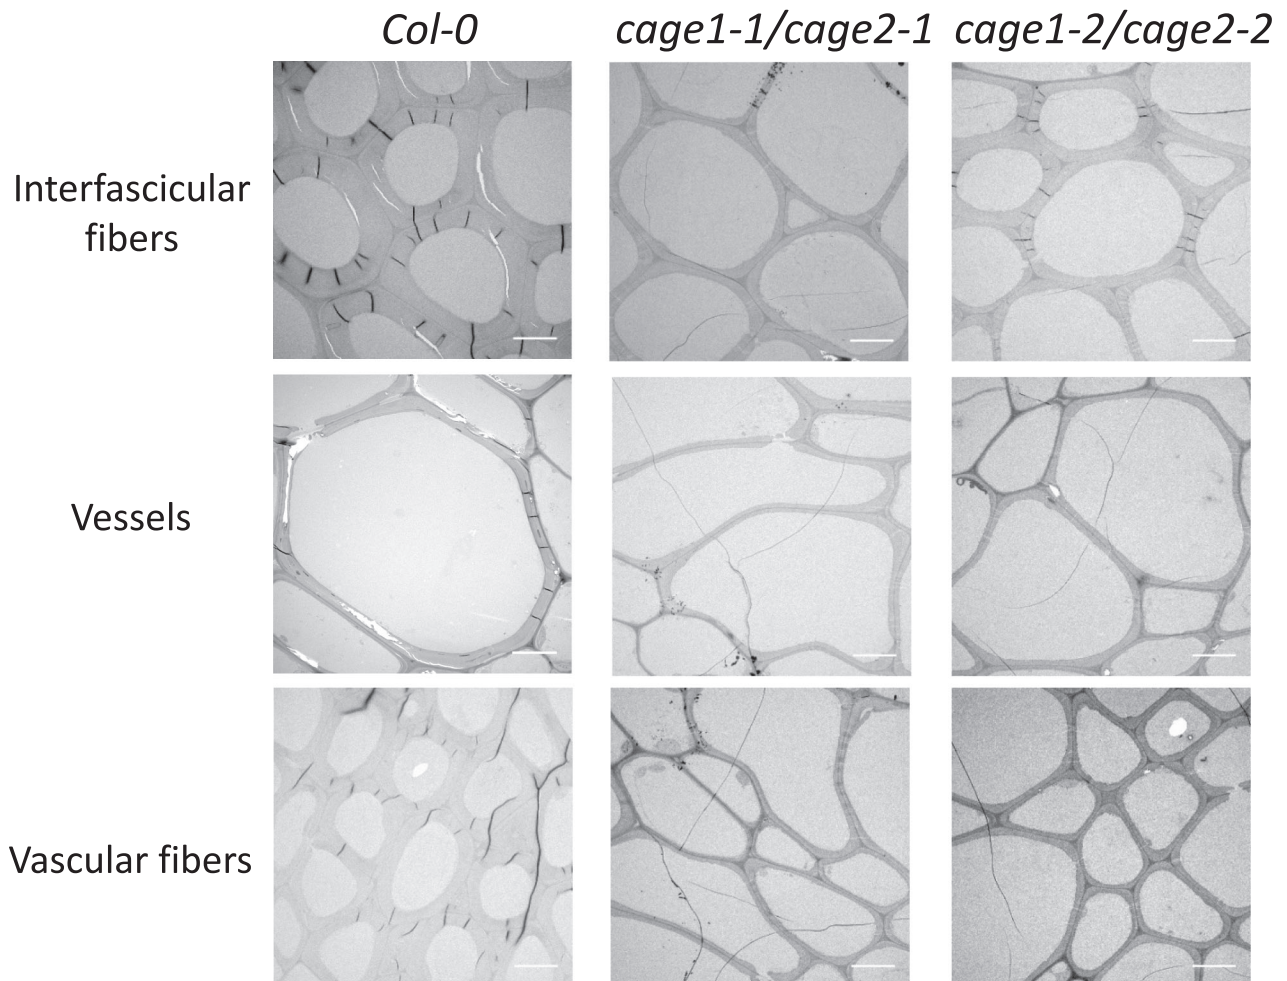 Col-0 cage1-1/cage2-1 cage1-2/cage2-2
Interfascicular
fibers
Vessels
Vascular fibers